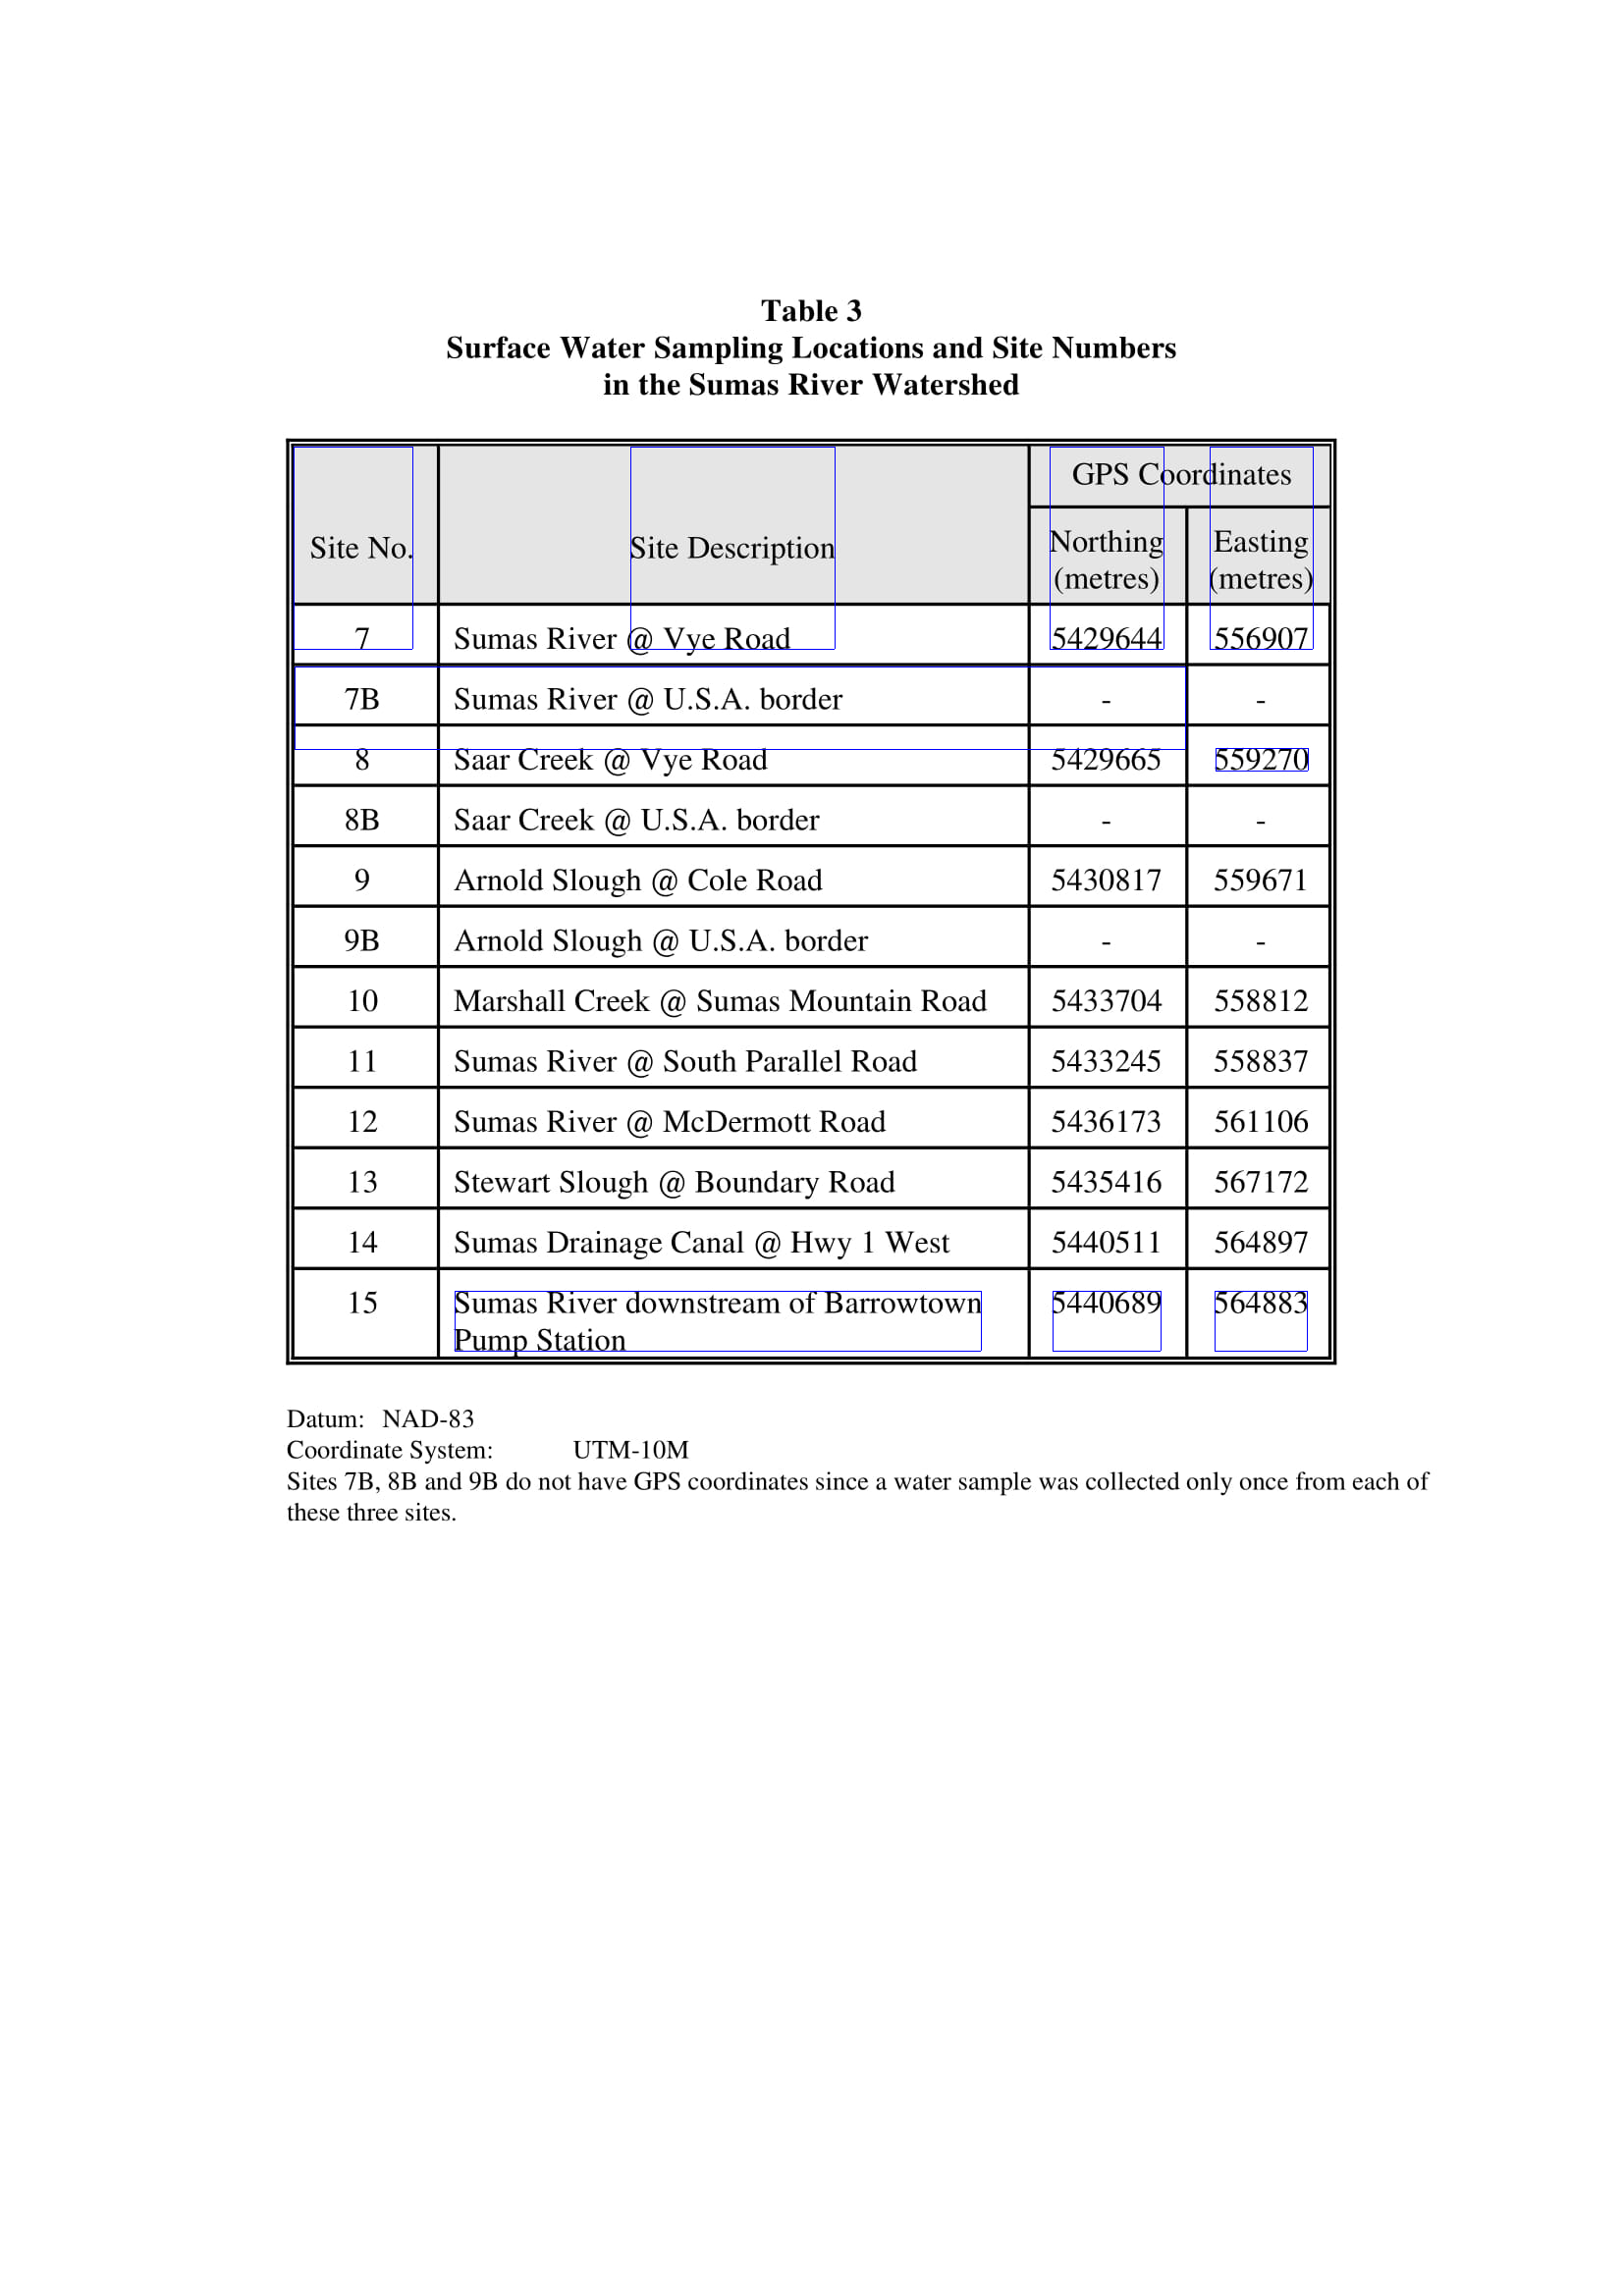 Table 3
Surface Water Sampling Locations and Site Numbers
in the Sumas River Watershed
GPS Coordinates
Site No. Site Description Northing (metres) Easting (metres)
7 Sumas River @ Vye Road 5429644 556907
7B Sumas River @ U.S.A. border - -
8 Saar Creek @ Vye Road 5429665 559270
8B Saar Creek @ U.S.A. border - -
9 Arnold Slough @ Cole Road 5430817 559671
9B Arnold Slough @ U.S.A. border - -
10 Marshall Creek @ Sumas Mountain Road 5433704 558812
11 Sumas River @ South Parallel Road 5433245 558837
12 Sumas River @ McDermott Road 5436173 561106
13 Stewart Slough @ Boundary Road 5435416 567172
14 Sumas Drainage Canal @ Hwy 1 West 5440511 564897
15 Sumas River downstream of Barrowtown 5440689 564883
Pump Station
Datum: NAD-83
Coordinate System: UTM-10M
Sites 7B, 8B and 9B do not have GPS coordinates since a water sample was collected only once from each of
these three sites.